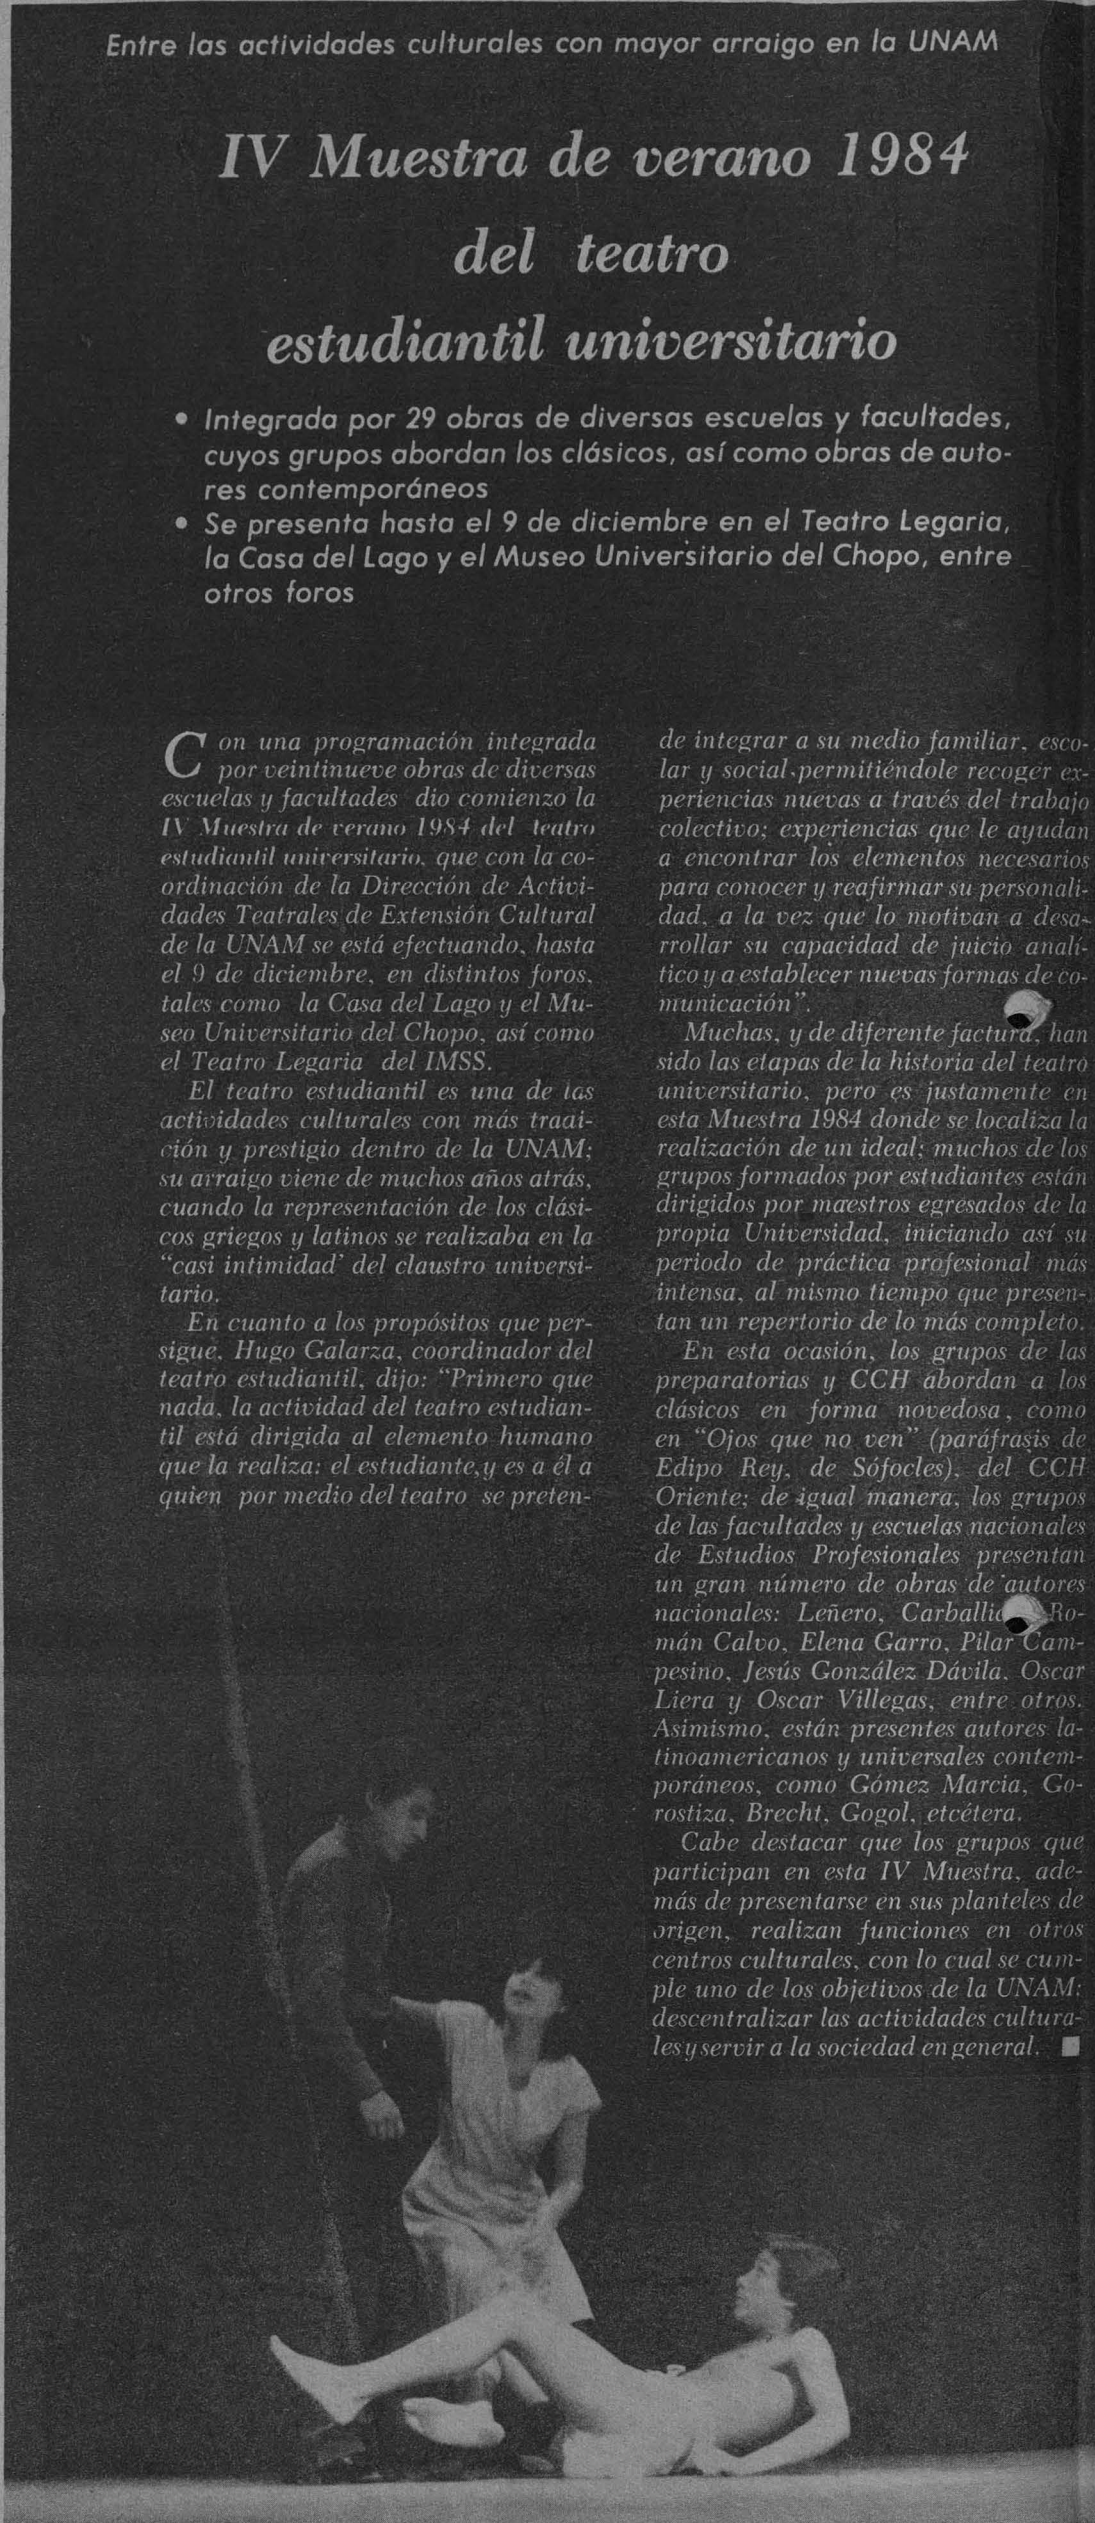 Entre las actividades culturales con mayor arraigo en la UNAM
IV Muestra de verano 1984
del teatro
estudiantil universitario
• Integrada por 29 obras de diversas escuelas y facultades,
cuyos grupos abordan los clásicos, así como obras de auto-
res contemporáneos
• Se presenta hasta el 9 de diciembre en el Teatro Legaria,
la Casa del Lago y el Museo Universitario del Chopo, entre
otros foros
Con una programación integrada
por veintinueve obras de diversas
escuelas y facultades dio comienzo la
IV Muestra de verano 1984 del teatro
estudiantil universitario, que con la co-
ordinación de la Dirección de Activi-
dades Teatrales de Extensión Cultural
de la UNAM se está efectuando, hasta
el 9 de diciembre, en distintos foros,
tales como la Casa del Lago y el Mu-
seo Universitario del Chopo, así como
el Teatro Legaria del IMSS.
El teatro estudiantil es una de las
actividades culturales con más tradi-
ción y prestigio dentro de la UNAM;
su arraigo viene de muchos años atrás,
cuando la representación de los clási-
cos griegos y latinos se realizaba en la
"casi intimidad' del claustro universi-
tario.
En cuanto a los propósitos que per-
sigue, Hugo Galarza, coordinador del
teatro estudiantil, dijo: "Primero que
nada, la actividad del teatro estudian-
til está dirigida al elemento humano
que la realiza: el estudiante, y es a él a
quien por medio del teatro se preten-
de integrar a su medio familiar, esco-
lar y social, permitiéndole recoger ex-
periencias nuevas a través del trabajo
colectivo; experiencias que le ayudan
a encontrar los elementos necesarios
para conocer y reafirmar su personali-
dad, a la vez que lo motivan a desa-
rrollar su capacidad de juicio analí-
tico y a establecer nuevas formas de co-
municación".
Muchas, y de diferente factura, han
sido las etapas de la historia del teatro
universitario, pero es justamente en
esta Muestra 1984 donde se localiza la
realización de un ideal; muchos de los
grupos formados por estudiantes están
dirigidos por maestros egresados de la
propia Universidad, iniciando así su
periodo de práctica profesional más
intensa, al mismo tiempo que presen-
tan un repertorio de lo más completo.
En esta ocasión, los grupos de las
preparatorias y CCH abordan a los
clásicos en forma novedosa, como
en "Ojos que no ven" (paráfrasis de
Edipo Rey, de Sófocles), del CCH
Oriente; de igual manera, los grupos
de las facultades y escuelas nacionales
de Estudios Profesionales presentan
un gran número de obras de autores
nacionales: Leñero, Ro-
mán Calvo, Elena Garro, Pilar Cam-
pesino, Jesús González Dávila, Oscar
Liera y Oscar Villegas, entre otros.
Asimismo, están presentes autores la-
tinoamericanos y universales contem-
poráneos, como Gómez Marcia, Go-
rostiza, Brecht, Gogol, etcétera.
Cabe destacar que los grupos que
participan en esta IV Muestra, ade-
más de presentarse en sus planteles de
origen, realizan funciones en otros
centros culturales, con lo cual se cum-
ple uno de los objetivos de la UNAM:
descentralizar las actividades cultura-
les y servir a la sociedad en general.